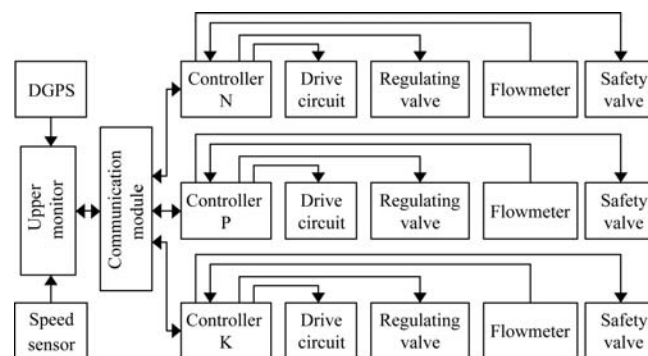 DGPS
Upper
monitor
Speed
sensor
Communication
module
Controller
N
Drive
circuit
Regulating
valve
Flowmeter
Safety
valve
Controller
P
Drive
circuit
Regulating
valve
Flowmeter
Safety
valve
Controller
K
Drive
circuit
Regulating
valve
Flowmeter
Safety
valve